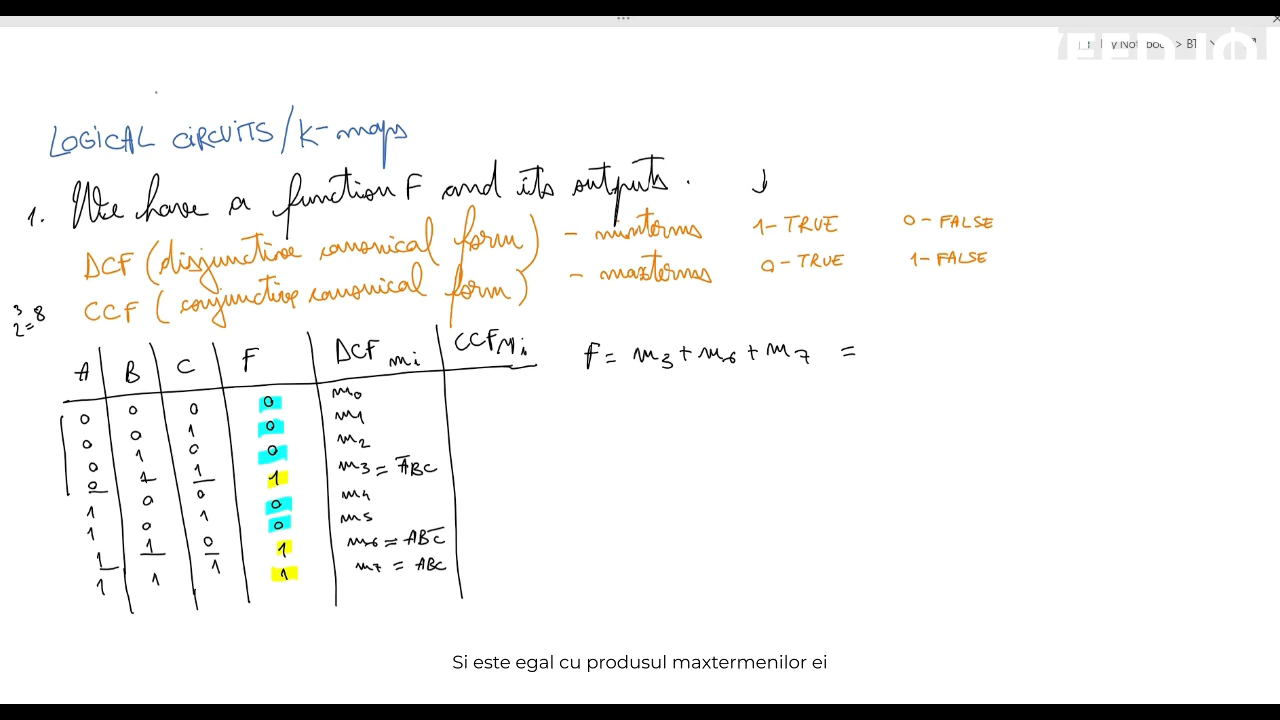 LOGICAL CIRCUITS / K-maps
1. We have a function F and its outputs.
DCF (disjunctive canonical form) - minterms 1-TRUE 0-FALSE
CCF (conjunctive canonical form) - maxterms 0-TRUE 1-FALSE
2³=8
A B C F DCF mi CCF Mi F = m3 + m6 + m7 =
0 0 0 0 m0
0 0 1 0 m1
0 1 0 0 m2
0 1 1 1 m3 = A̅BC
1 0 0 0 m4
1 0 1 0 m5
1 1 0 1 m6 = ABC̅
1 1 1 1 m7 = ABC
Si este egal cu produsul maxtermenilor ei